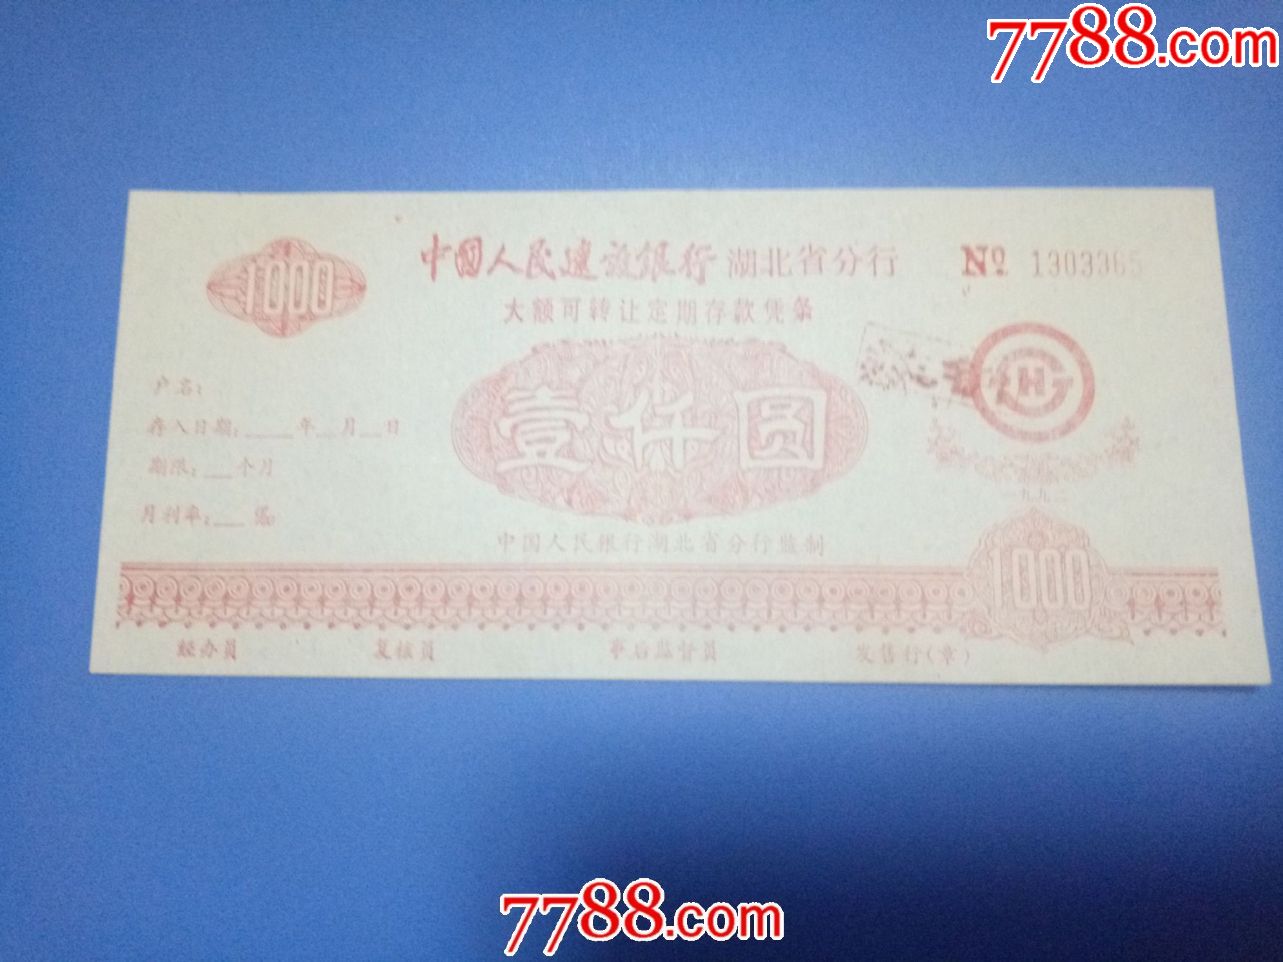 7788.com
中国人民建设银行湖北省分行
No 1303365
1000
大额可转让定期存款凭条
壹仟圆
户名:
存入日期:____年__月__日
期限:__个月
月利率:___‰
一九九二
中国人民银行湖北省分行监制
1000
经办员 复核员 事后监督员 发售行(章)
7788.com